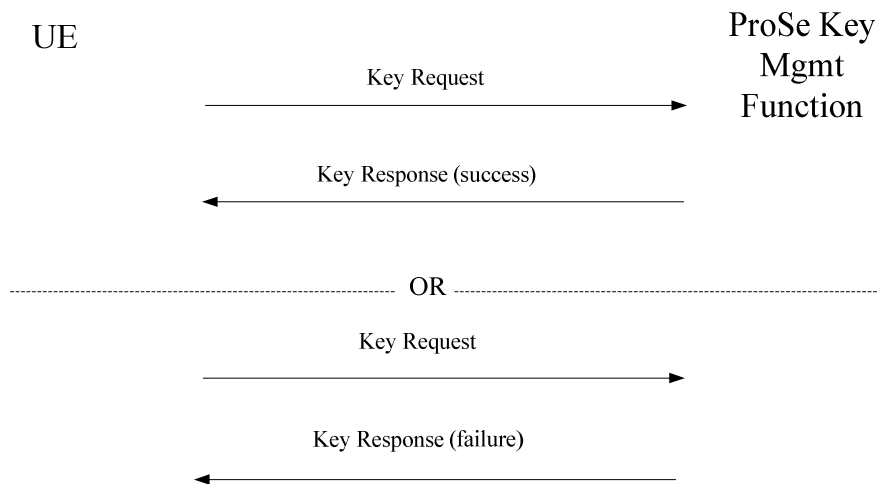 UE
ProSe Key
Mgmt
Function
Key Request
Key Response (success)
OR
Key Request
Key Response (failure)